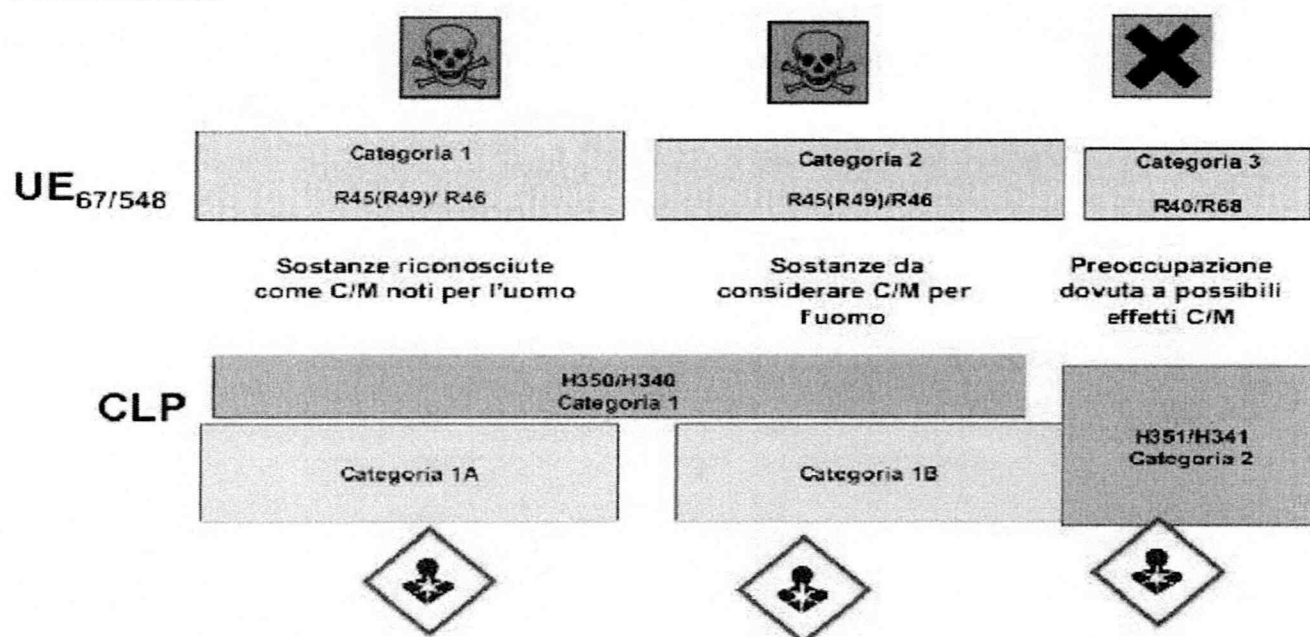 Categoria 1
R45(R49)/ R46
Categoria 2
R45(R49)/R46
Categoria 3
R40/R68
UE67/548
Sostanze riconosciute
come C/M noti per l'uomo
Sostanze da
considerare C/M per
l'uomo
Preoccupazione
dovuta a possibili
effetti C/M
CLP
H350/H340
Categoria 1
Categoria 1A
Categoria 1B
H351/H341
Categoria 2